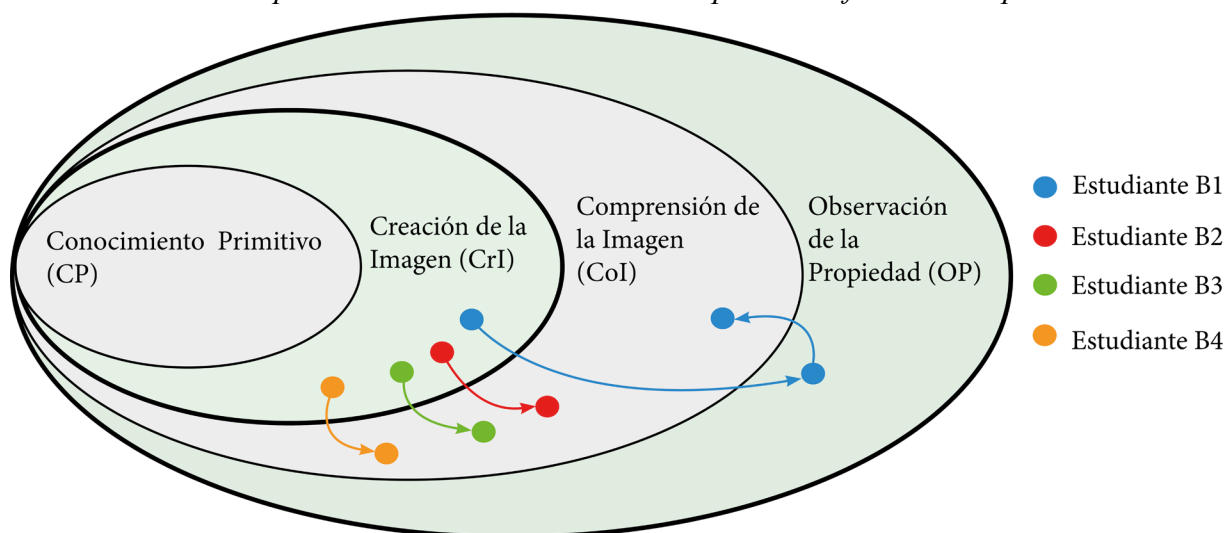 Conocimiento Primitivo
(CP)
Creación de la
Imagen (CrI)
Comprensión de
la Imagen
(CoI)
Observación
de la
Propiedad (OP)
Estudiante B1
Estudiante B2
Estudiante B3
Estudiante B4